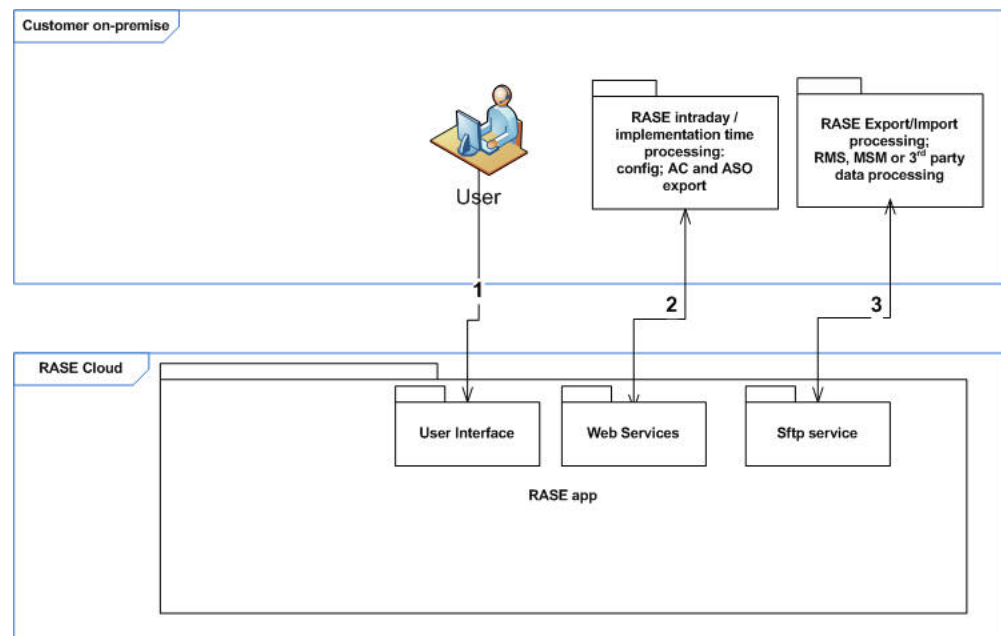 Customer on-premise
User
RASE intraday /
implementation time
processing:
config; AC and ASO
export
RASE Export/Import
processing;
RMS, MSM or 3rd party
data processing
1
2
3
RASE Cloud
User Interface
Web Services
Sftp service
RASE app